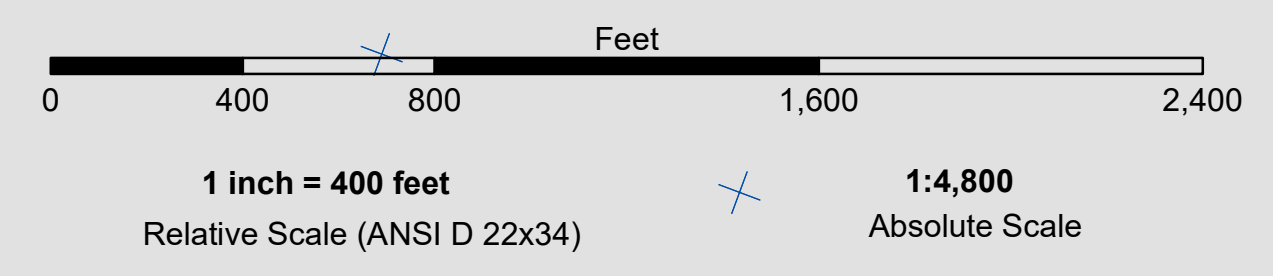 Feet
0 400 800 1,600 2,400
1 inch = 400 feet
Relative Scale (ANSI D 22x34)
1:4,800
Absolute Scale